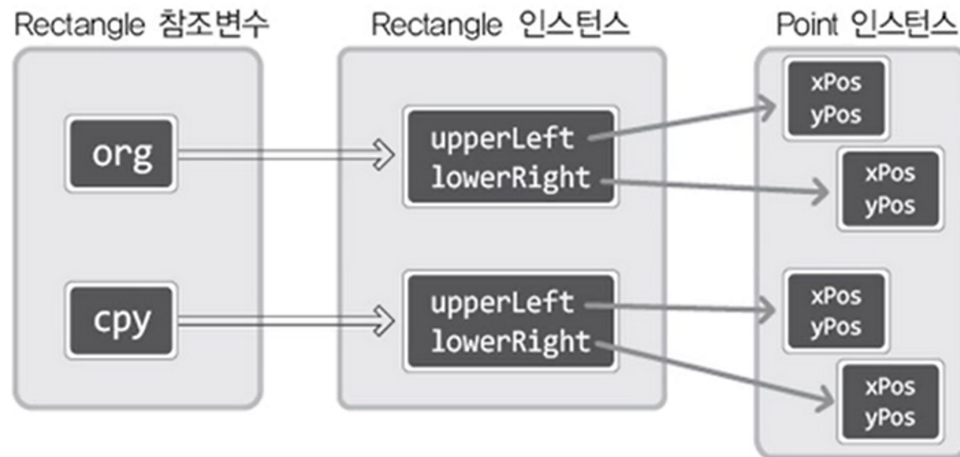 Rectangle 참조변수
Rectangle 인스턴스
Point 인스턴스
org
upperLeft
lowerRight
xPos
yPos
xPos
yPos
cpy
upperLeft
lowerRight
xPos
yPos
xPos
yPos